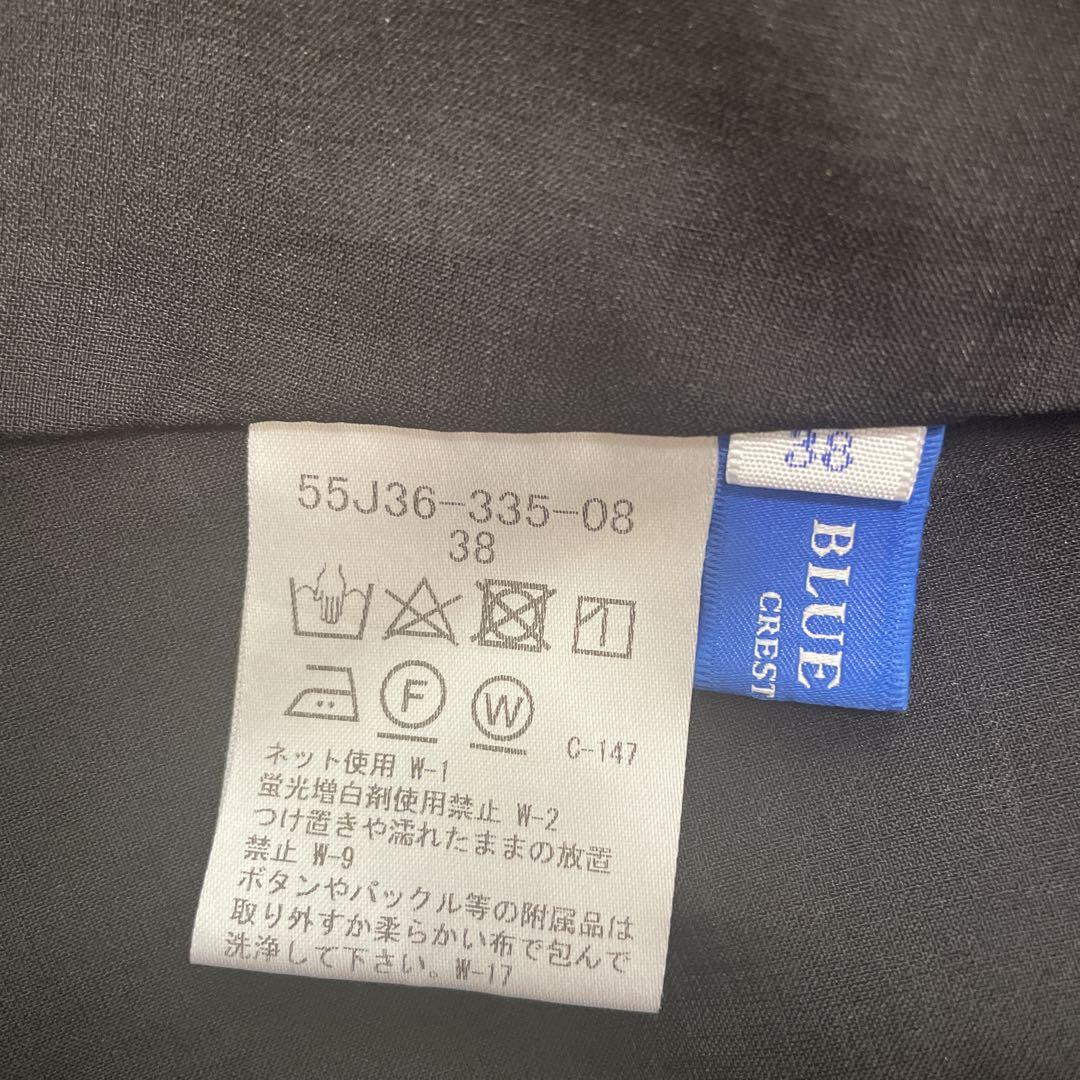 55J36-335-08
38
F
W
C-147
ネット使用 W-1
蛍光増白剤使用禁止 W-2
つけ置きや濡れたままの放置
禁止 W-9
ボタンやバックル等の附属品は
取り外すか柔らかい布で包んで
洗浄して下さい。W-17
38
BLUE
CREST